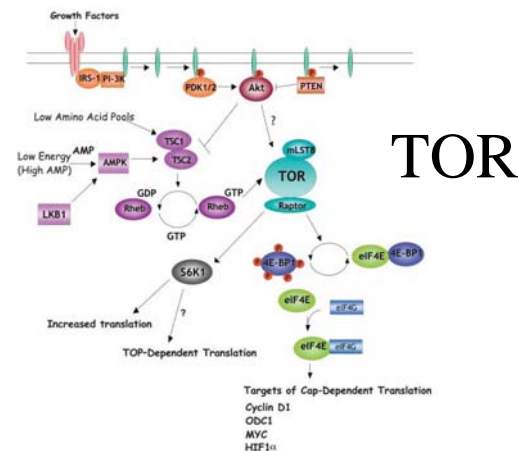 Growth Factors
IRS-1 PI-3K
P
PDK1/2
P
Akt
P
PTEN
?
Low Amino Acid Pools
TSC1
TSC2
mLST8
TOR
TOR
AMP
Low Energy
(High AMP)
AMPK
LKB1
GDP
GTP
Rheb
Rheb
GTP
Raptor
P
P
P
P
4E-BP1
P
P
eIF4E 4E-BP1
S6K1
?
eIF4E
eIF4G
Increased translation
TOP-Dependent Translation
eIF4E eIF4G
Targets of Cap-Dependent Translation
Cyclin D1
ODC1
MYC
HIF1α